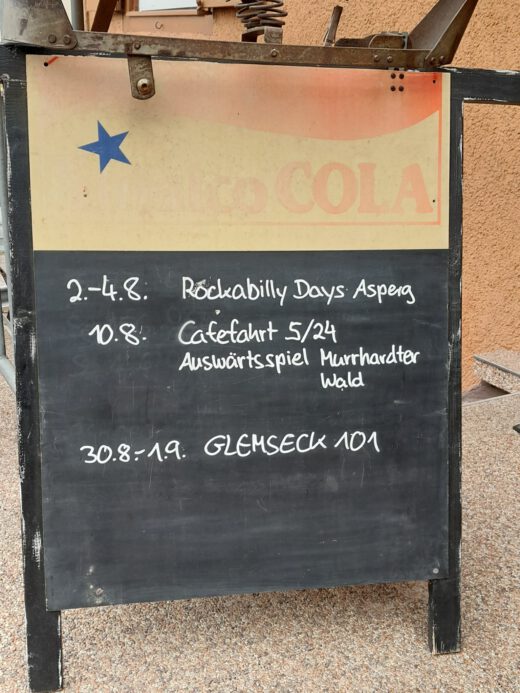 COLA
2.-4.8. Rockabilly Days Asperg
10.8. Cafefahrt 5/24
Auswärtsspiel Murrhardter
Wald
30.8.-1.9. GLEMSECK 101